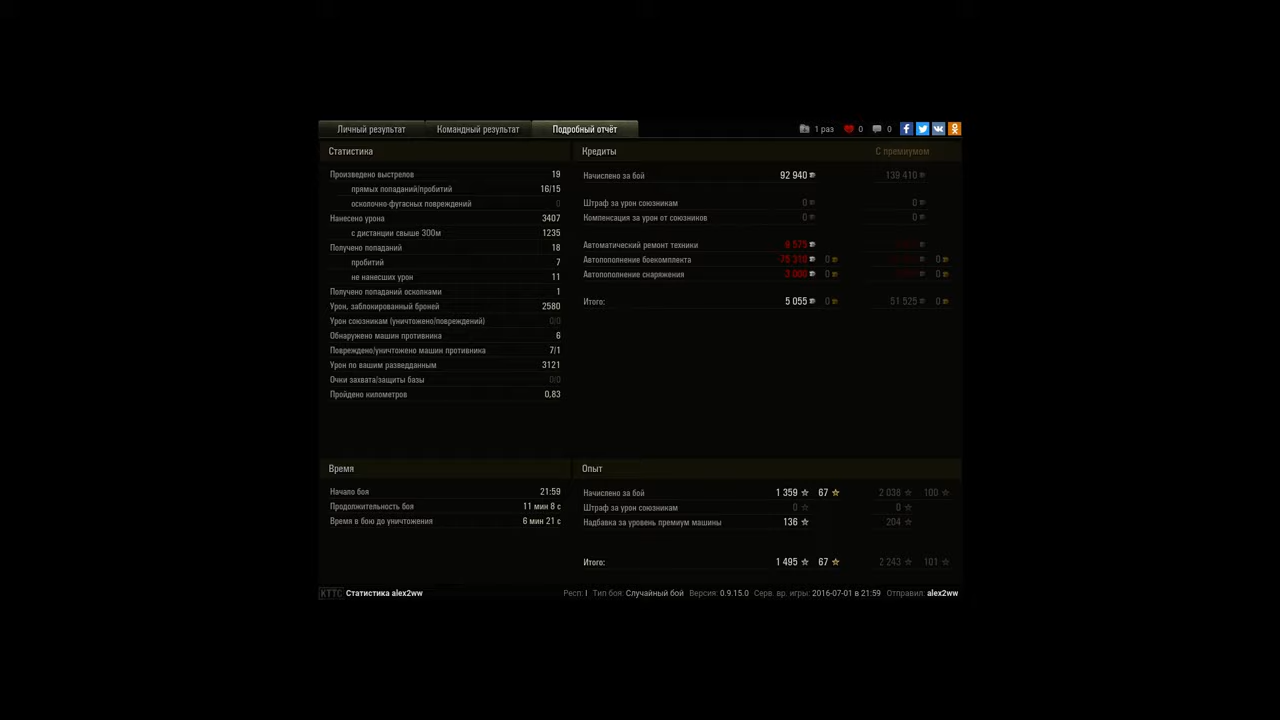 Личный результат Командный результат Подробный отчёт 1 раз 0 0
Статистика
Произведено выстрелов 19
прямых попаданий/пробитий 16/15
осколочно-фугасных повреждений 0
Нанесено урона 3407
с дистанции свыше 300м 1235
Получено попаданий 18
пробитий 7
не нанесших урон 11
Получено попаданий осколками 1
Урон, заблокированный броней 2580
Урон союзникам (уничтожено/повреждений) 0/0
Обнаружено машин противника 6
Повреждено/уничтожено машин противника 7/1
Урон по вашим разведданным 3121
Очки захвата/защиты базы 0/0
Пройдено километров 0,83
Кредиты С премиумом
Начислено за бой 92 940 139 410
Штраф за урон союзникам 0 0
Компенсация за урон от союзников 0 0
Автоматический ремонт техники
Автопополнение боекомплекта 75 310 0 0
Автопополнение снаряжения 3 000 0 0
Итого: 5 055 0 51 525 0
Время
Начало боя 21:59
Продолжительность боя 11 мин 8 с
Время в бою до уничтожения 6 мин 21 с
Опыт
Начислено за бой 1 359 67 2 038 100
Штраф за урон союзникам 0 0
Надбавка за уровень премиум машины 136 204
Итого: 1 495 67 2 243 101
КТТС Статистика alex2ww Респ: I Тип боя: Случайный бой Версия: 0.9.15.0 Серв. вр. игры: 2016-07-01 в 21:59 Отправил: alex2ww